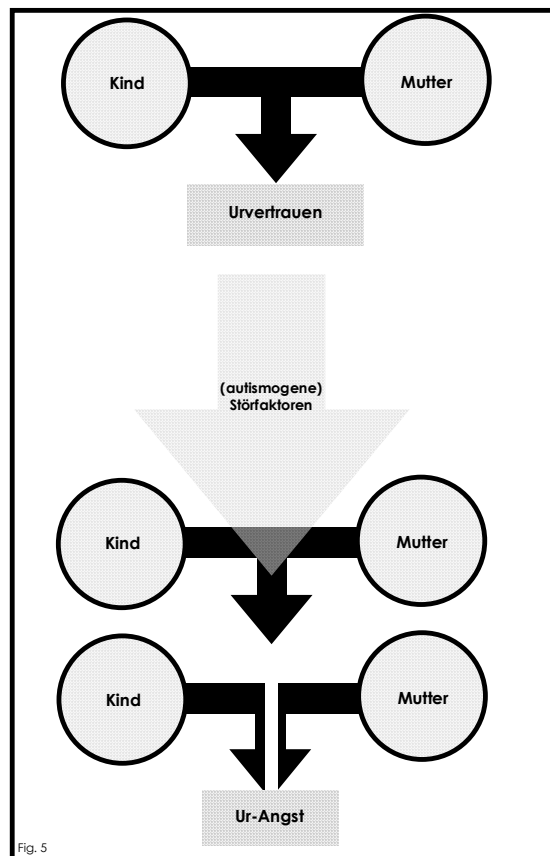 Kind
Mutter
Urvertrauen
(autismogene)
Störfaktoren
Kind
Mutter
Kind
Mutter
Ur-Angst
Fig. 5